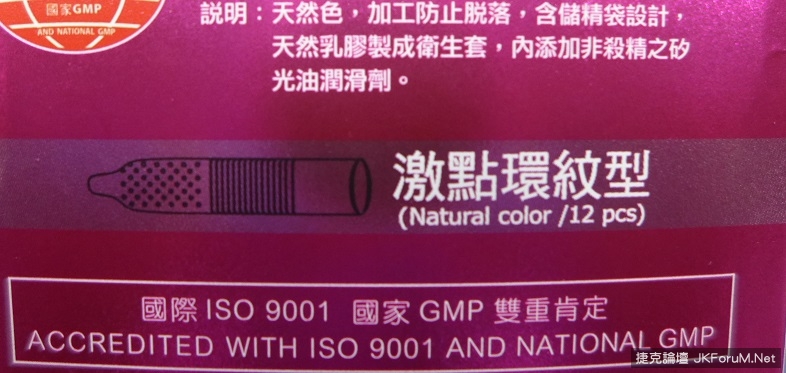 國家GMP
AND NATIONAL GMP
說明：天然色，加工防止脫落，含儲精袋設計，
天然乳膠製成衛生套，內添加非殺精之矽
光油潤滑劑。
激點環紋型
(Natural color /12 pcs)
國際 ISO 9001 國家 GMP 雙重肯定
ACCREDITED WITH ISO 9001 AND NATIONAL GMP
捷克論壇 JKForuM.Net